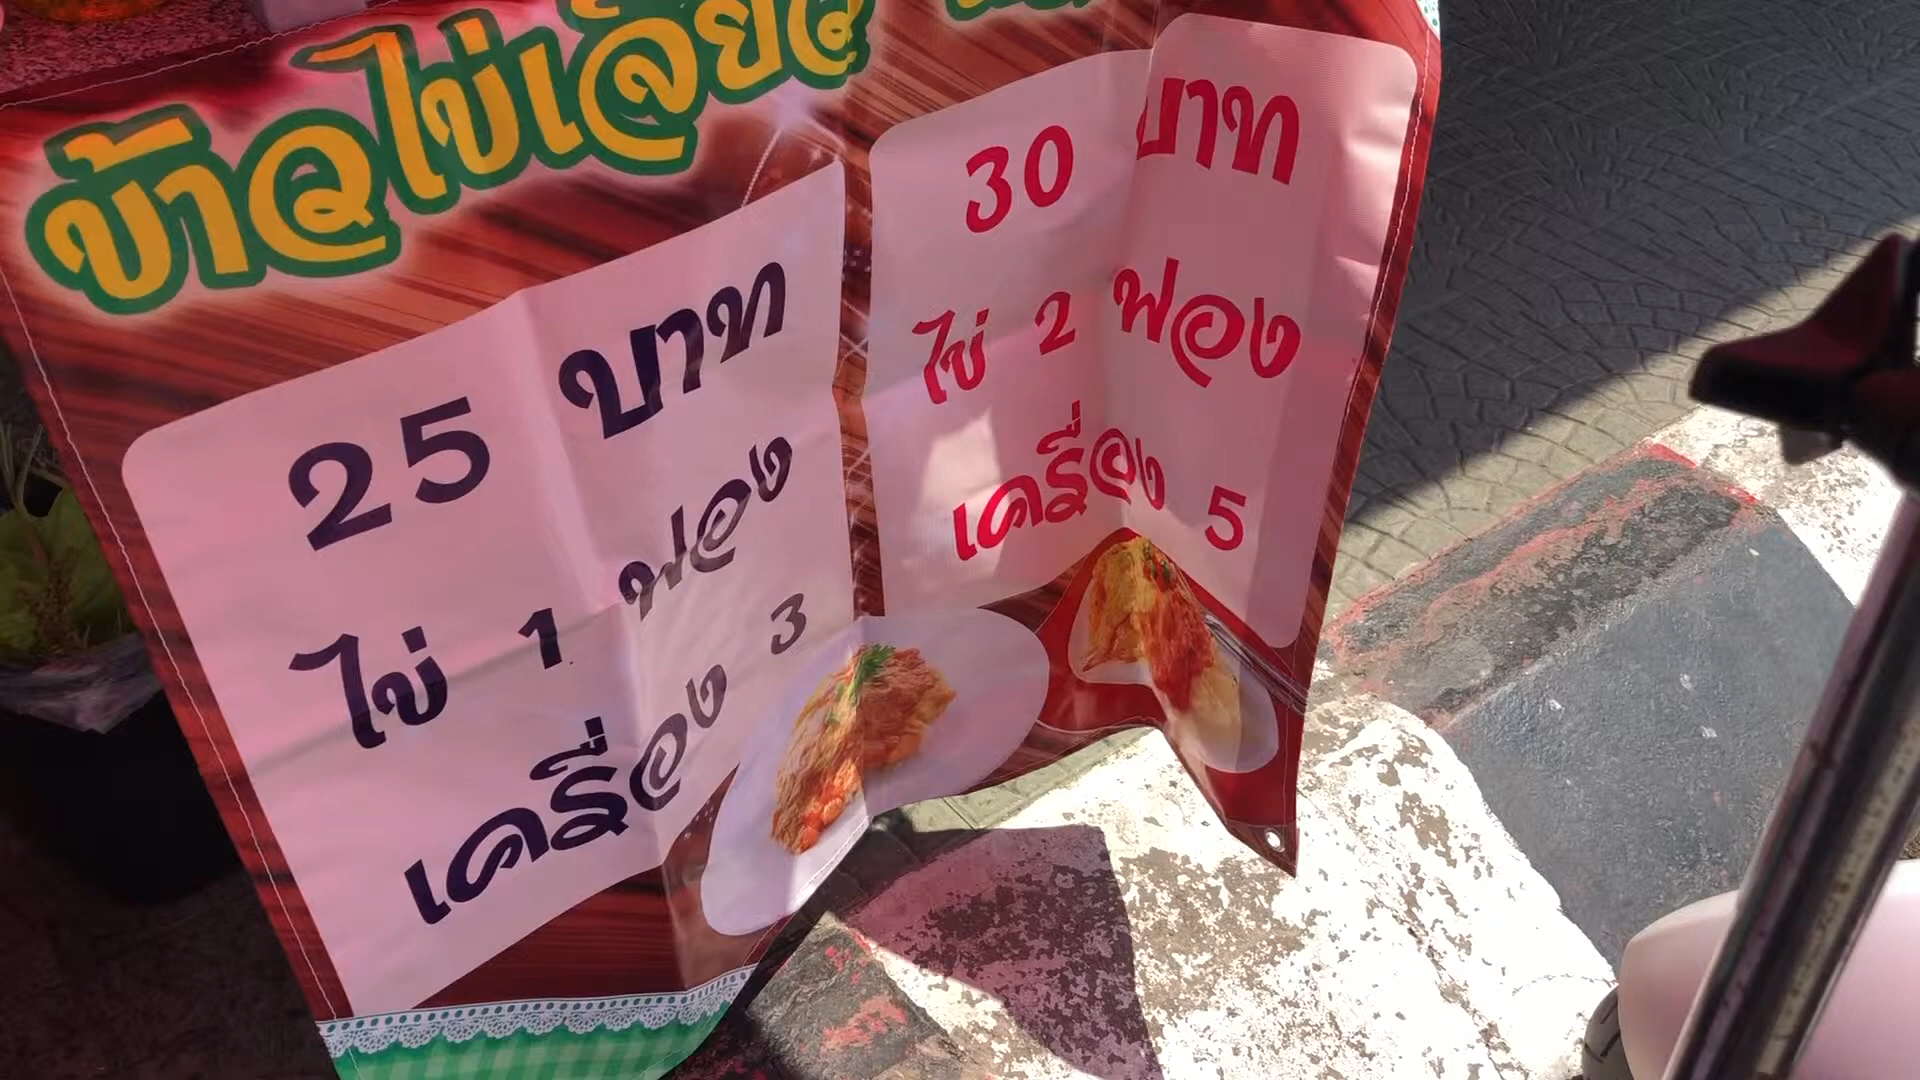 ข้าวไข่เจียว
25 บาท
ไข่ 1 ฟอง
เครื่อง 3
30 บาท
ไข่ 2 ฟอง
เครื่อง 5